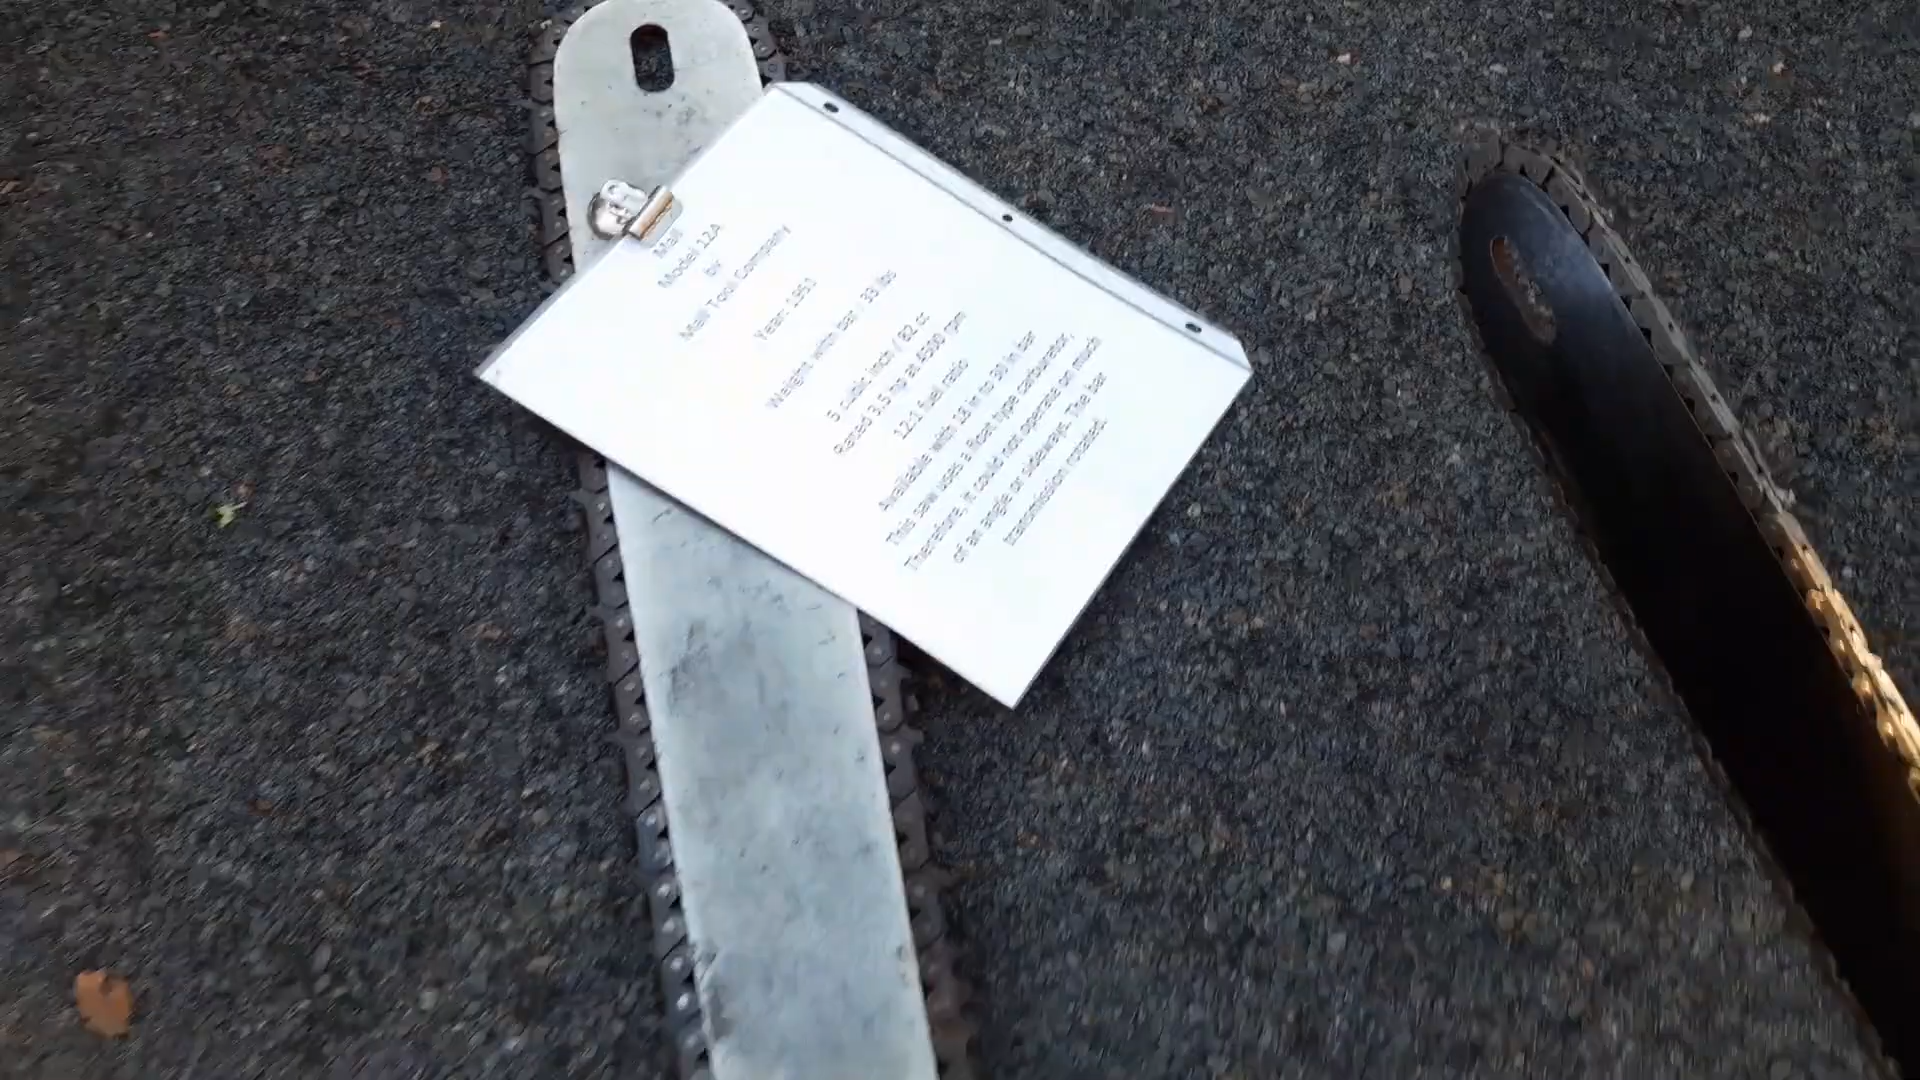 Mall
Model 12A
by
Mall Tool Company
Year: 1953
Weight with bar: 33 lbs
5 cubic inch / 82 cc
Rated 3.5 hp at 4500 rpm
12:1 fuel ratio
Available with 18 in to 30 in bar
This saw uses a float type carburator,
Therefore, it could not operate on much
of an angle or sideways. The bar
transmission rotated.